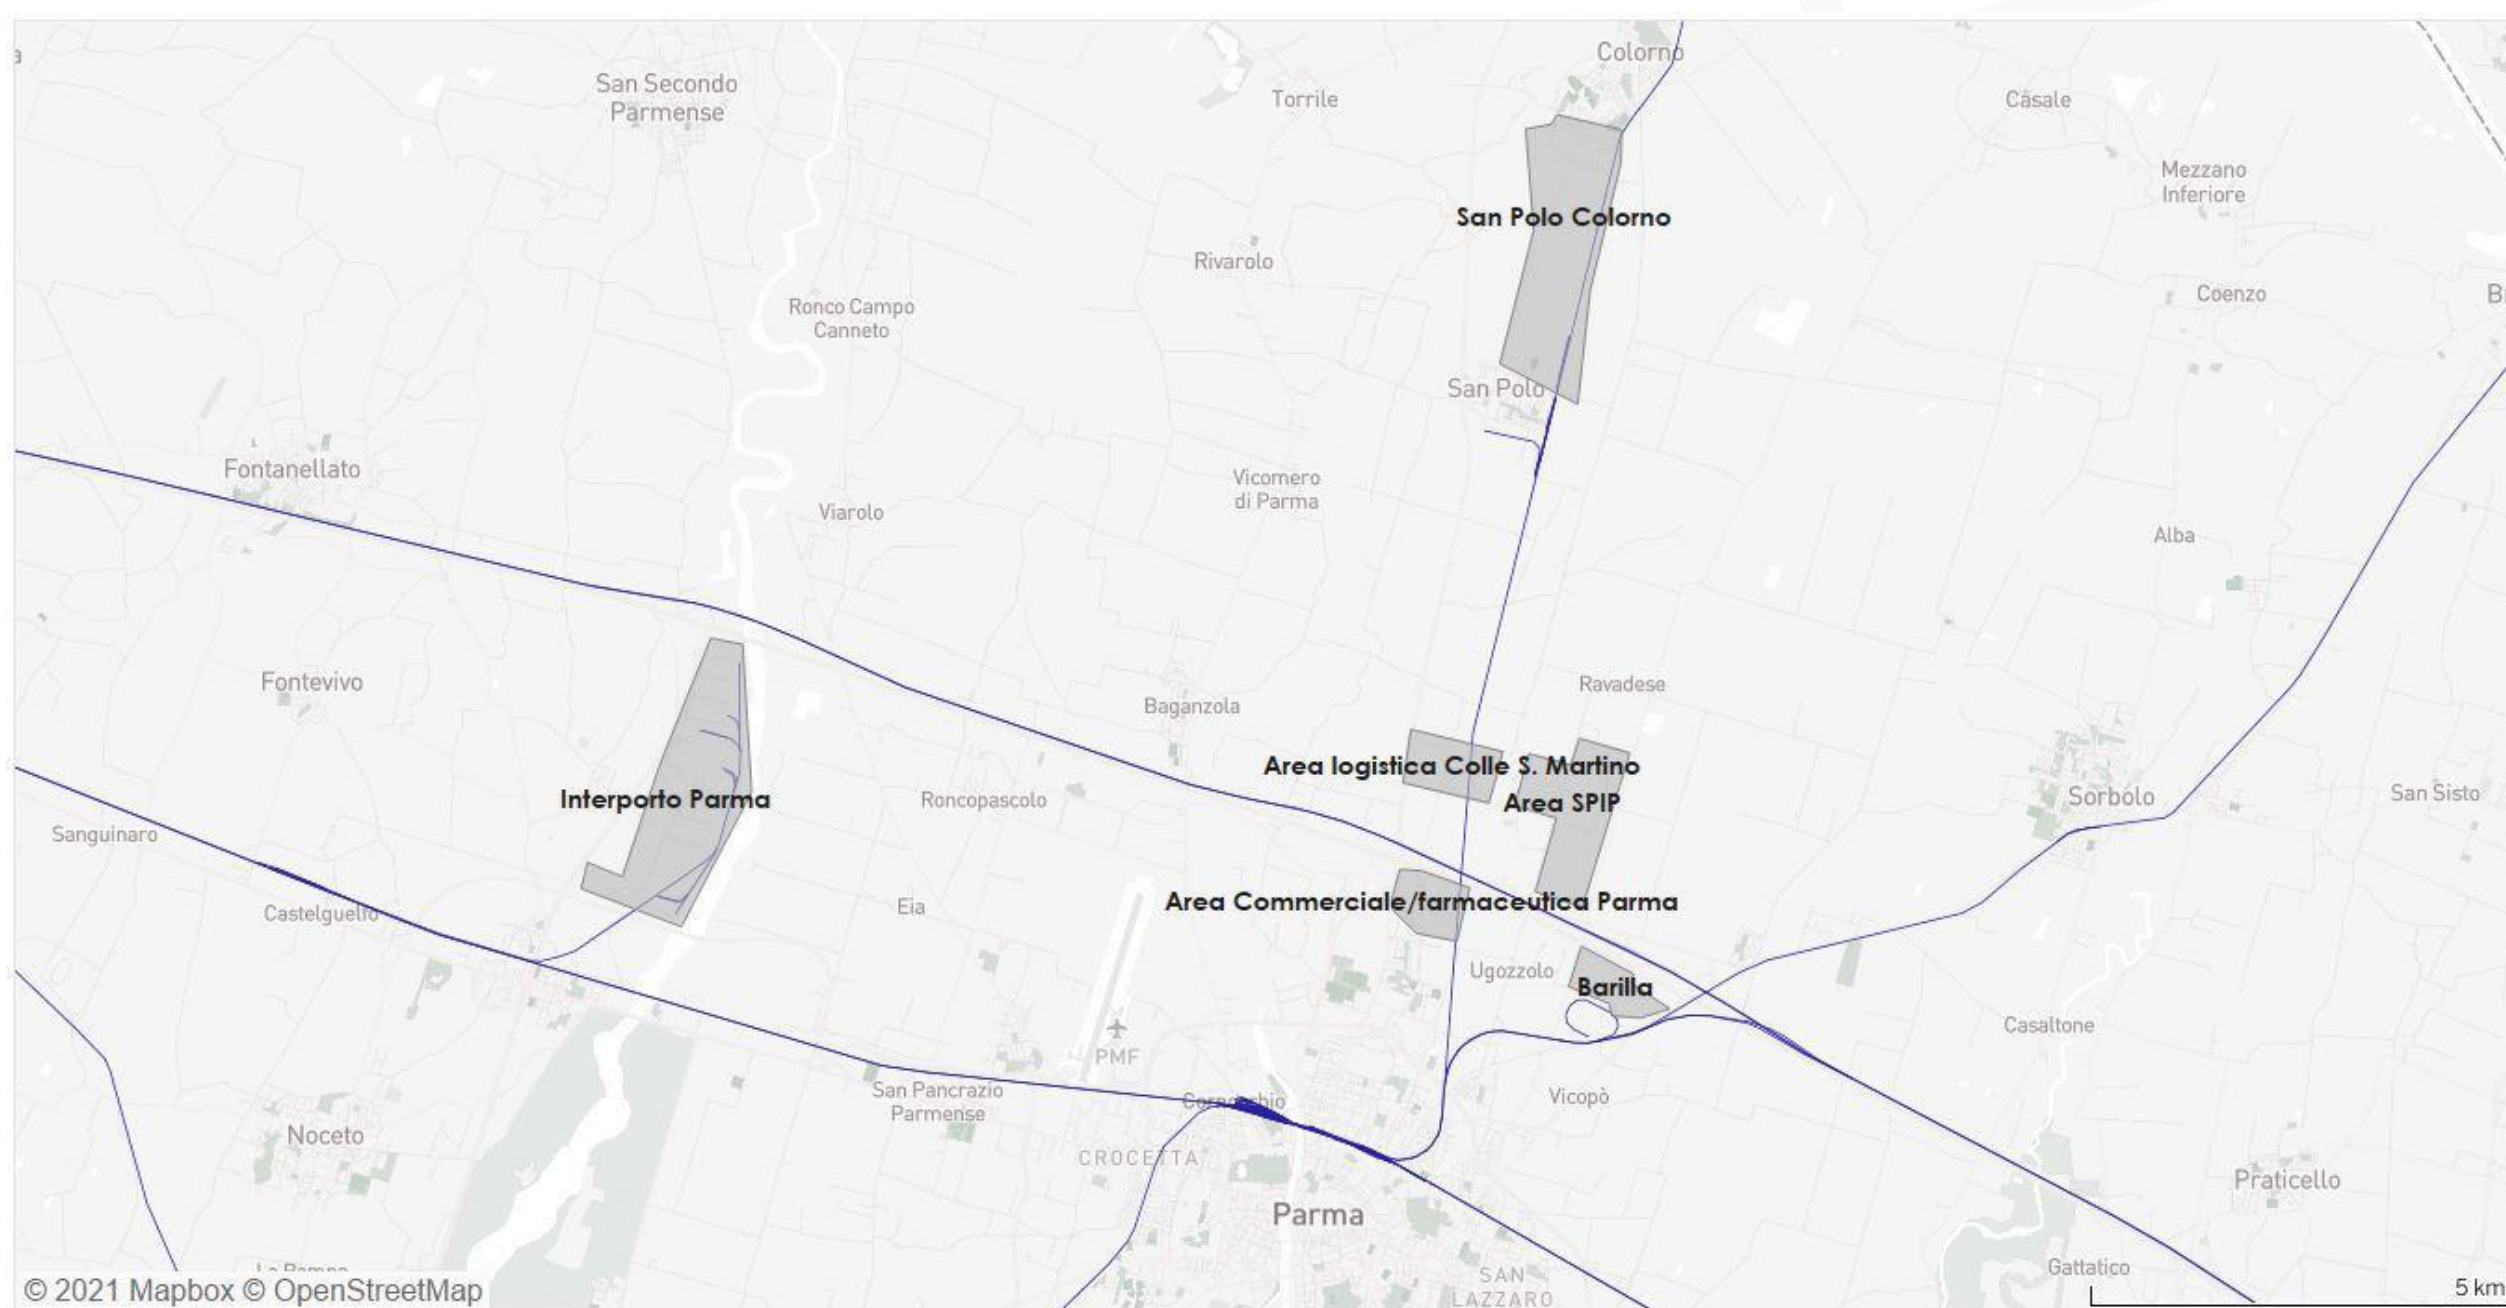 Colorno
San Secondo
Parmense
Torrile
Casale
Mezzano
Inferiore
San Polo Colorno
Rivarolo
Coenzo
Ronco Campo
Canneto
San Polo
Fontanellato
Vicomero
di Parma
Viarolo
Alba
Fontevivo
Ravadese
Baganzola
Area logistica Colle S. Martino
Interporto Parma
Roncopascolo
Area SPIP
Sorbolo
San Sisto
Sanguinaro
Area Commerciale/farmaceutica Parma
Eia
Castelguelfo
Ugozzolo
Barilla
Casaltone
PMF
San Pancrazio
Parmense
Vicopò
Noceto
CROCETTA
Praticello
Parma
Gattatico
SAN
LAZZARO
5 km
© 2021 Mapbox © OpenStreetMap